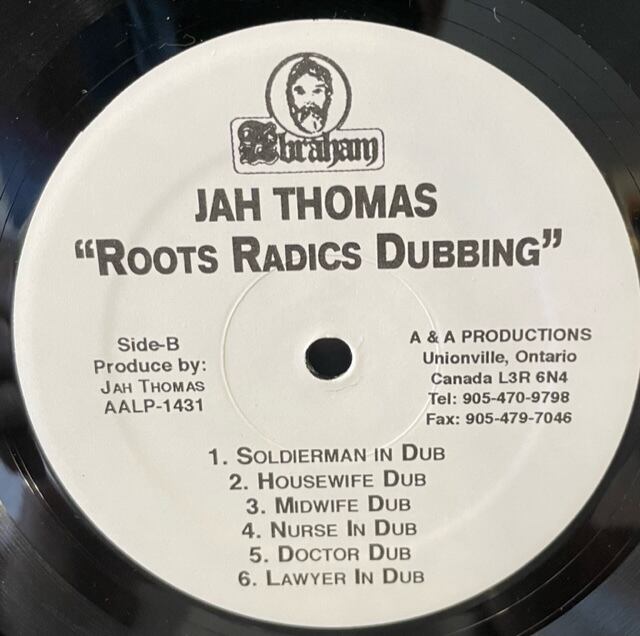 Abraham
JAH THOMAS
"ROOTS RADICS DUBBING"
Side-B
Produce by:
JAH THOMAS
AALP-1431
A & A PRODUCTIONS
Unionville, Ontario
Canada L3R 6N4
Tel: 905-470-9798
Fax: 905-479-7046
1. SOLDIERMAN IN DUB
2. HOUSEWIFE DUB
3. MIDWIFE DUB
4. NURSE IN DUB
5. DOCTOR DUB
6. LAWYER IN DUB